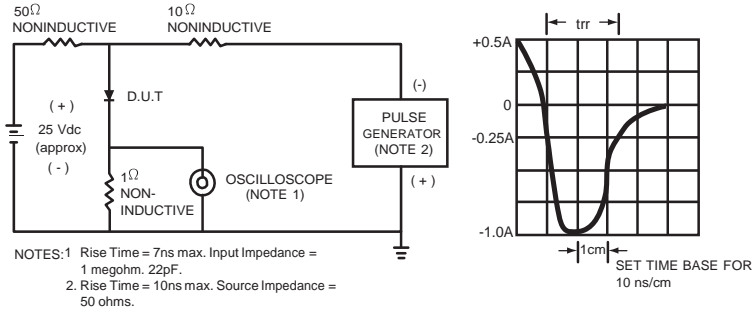 50Ω
NONINDUCTIVE
10Ω
NONINDUCTIVE
D.U.T
( + )
25 Vdc
(approx)
( - )
1Ω
NON-
INDUCTIVE
OSCILLOSCOPE
(NOTE 1)
(-)
PULSE
GENERATOR
(NOTE 2)
( + )
NOTES:1 Rise Time = 7ns max. Input Impedance =
1 megohm. 22pF.
2. Rise Time = 10ns max. Source Impedance =
50 ohms.
trr
+0.5A
0
-0.25A
-1.0A
1cm
SET TIME BASE FOR
10 ns/cm